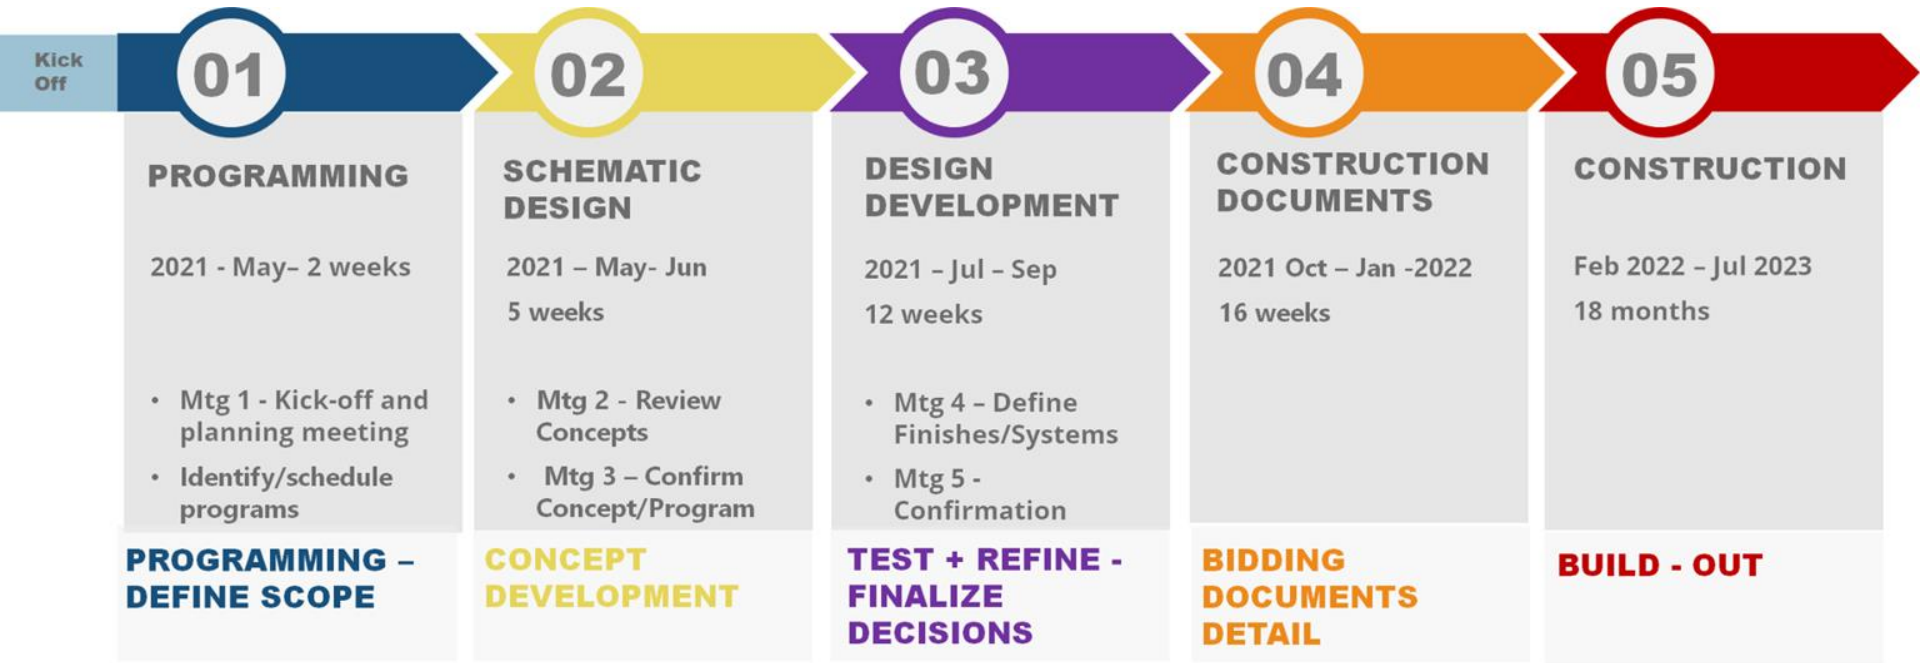 Kick
Off
01
PROGRAMMING
2021 - May– 2 weeks
• Mtg 1 - Kick-off and
planning meeting
• Identify/schedule
programs
PROGRAMMING –
DEFINE SCOPE
02
SCHEMATIC
DESIGN
2021 – May- Jun
5 weeks
• Mtg 2 - Review
Concepts
• Mtg 3 – Confirm
Concept/Program
CONCEPT
DEVELOPMENT
03
DESIGN
DEVELOPMENT
2021 – Jul – Sep
12 weeks
• Mtg 4 – Define
Finishes/Systems
• Mtg 5 -
Confirmation
TEST + REFINE -
FINALIZE
DECISIONS
04
CONSTRUCTION
DOCUMENTS
2021 Oct – Jan -2022
16 weeks
BIDDING
DOCUMENTS
DETAIL
05
CONSTRUCTION
Feb 2022 – Jul 2023
18 months
BUILD - OUT